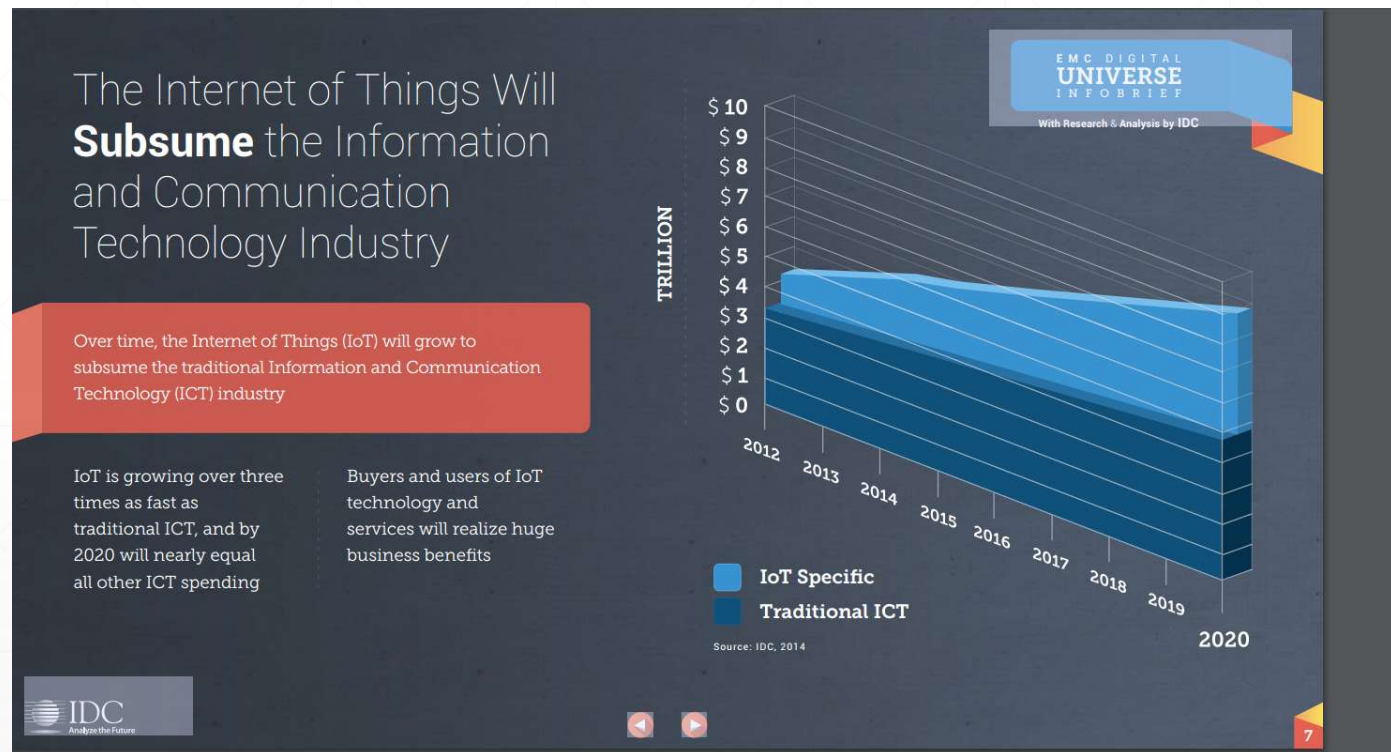 The Internet of Things Will
Subsume the Information
and Communication
Technology Industry
Over time, the Internet of Things (IoT) will grow to
subsume the traditional Information and Communication
Technology (ICT) industry
IoT is growing over three
times as fast as
traditional ICT, and by
2020 will nearly equal
all other ICT spending
Buyers and users of IoT
technology and
services will realize huge
business benefits
EMC DIGITAL
UNIVERSE
INFOBRIEF
With Research & Analysis by IDC
TRILLION
$ 10
$ 9
$ 8
$ 7
$ 6
$ 5
$ 4
$ 3
$ 2
$ 1
$ 0
2012
2013
2014
2015
2016
2017
2018
2019
2020
IoT Specific
Traditional ICT
Source: IDC, 2014
IDC
Analyze the Future
7